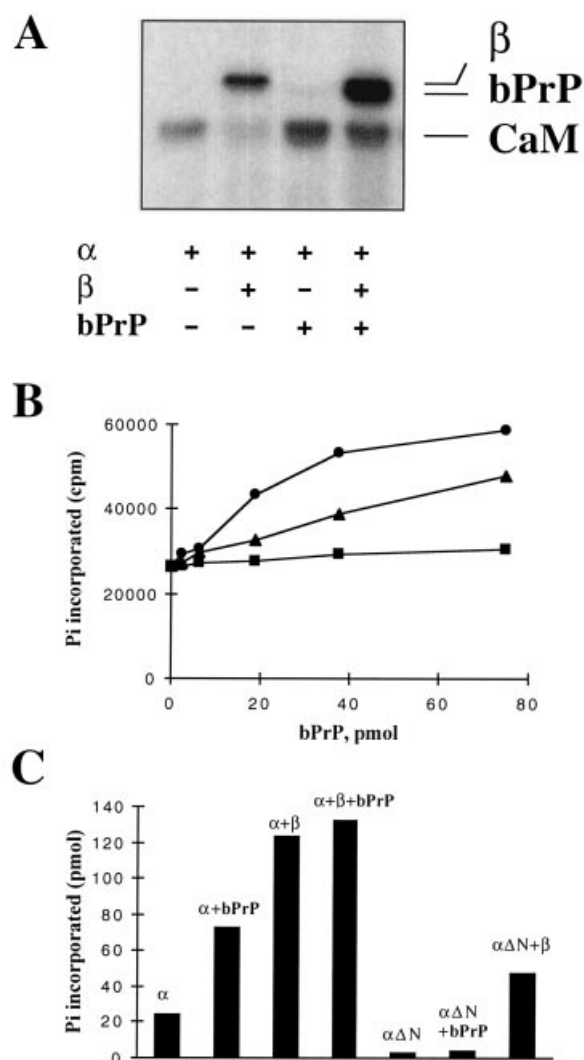 A
β
bPrP
CaM
α + + + +
β - + - +
bPrP - - + +
B
Pi incorporated (cpm)
60000
40000
20000
0
0 20 40 60 80
bPrP, pmol
C
Pi incorporated (pmol)
140
120
100
80
60
40
20
0
α
α+bPrP
α+β
α+β+bPrP
αΔN
αΔN
+bPrP
αΔN+β